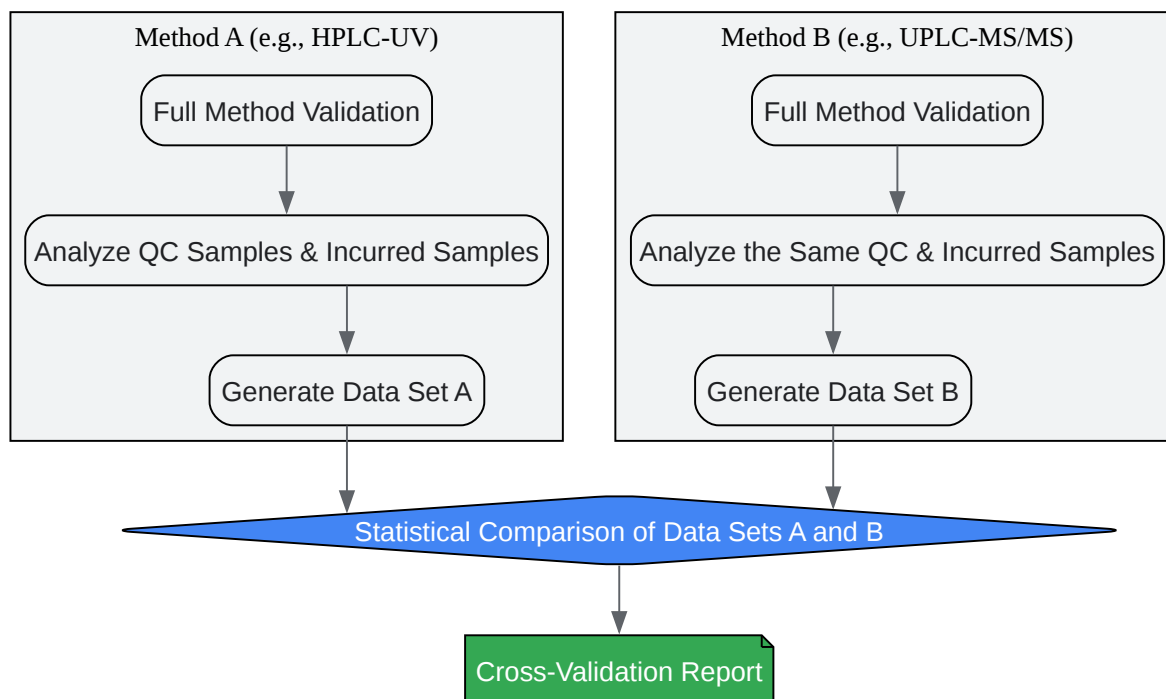 Method A (e.g., HPLC-UV)
Full Method Validation
Analyze QC Samples & Incurred Samples
Generate Data Set A
Method B (e.g., UPLC-MS/MS)
Full Method Validation
Analyze the Same QC & Incurred Samples
Generate Data Set B
Statistical Comparison of Data Sets A and B
Cross-Validation Report